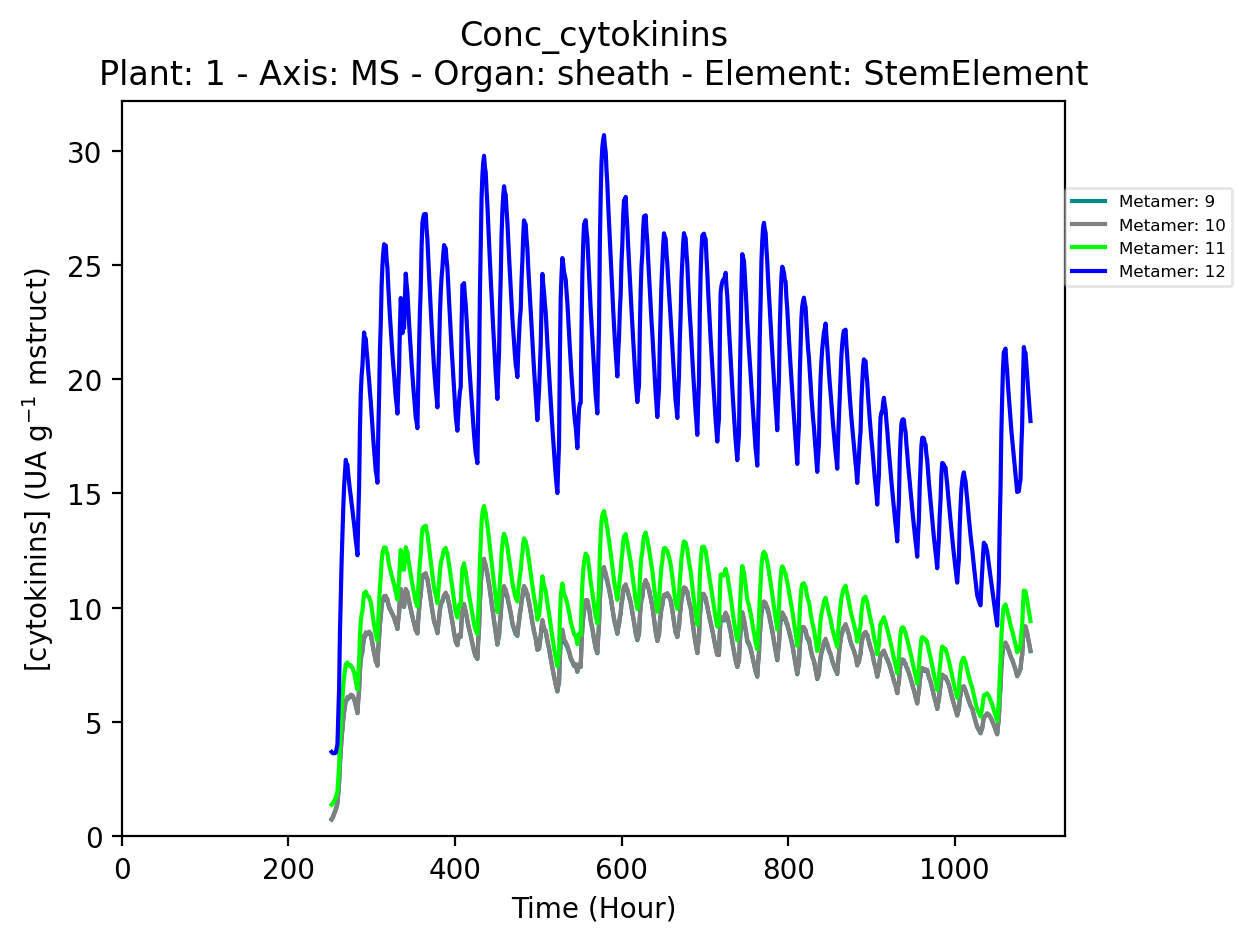 Conc_cytokinins
Plant: 1 - Axis: MS - Organ: sheath - Element: StemElement
[cytokinins] (UA g⁻¹ mstruct)
30
25
20
15
10
5
0
0 200 400 600 800 1000
Time (Hour)
Metamer: 9
Metamer: 10
Metamer: 11
Metamer: 12